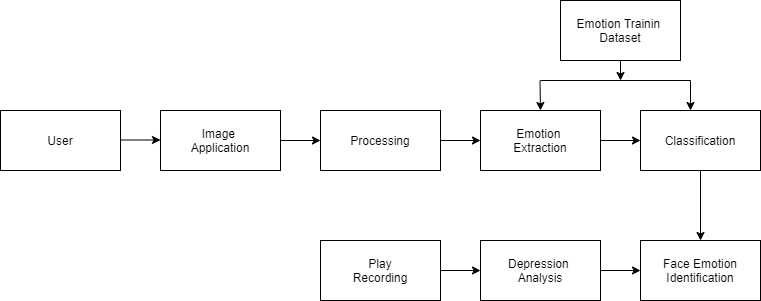 Emotion Trainin
Dataset
User
Image
Application
Processing
Emotion
Extraction
Classification
Play
Recording
Depression
Analysis
Face Emotion
Identification